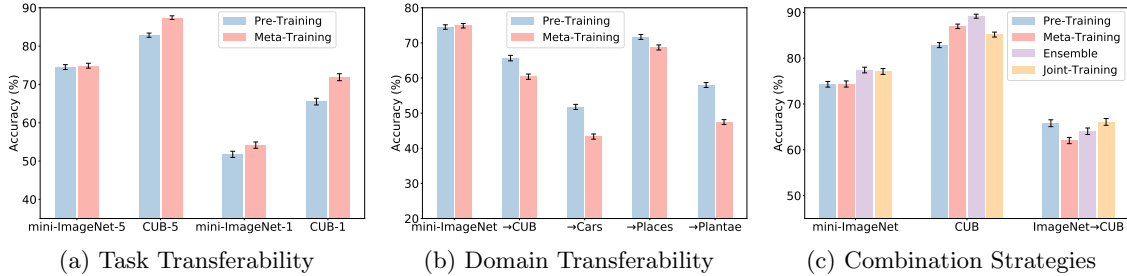 90
80
70
60
50
40
Accuracy (%)
Pre-Training
Meta-Training
mini-ImageNet-5 CUB-5 mini-ImageNet-1 CUB-1
(a) Task Transferability
80
70
60
50
40
30
20
Accuracy (%)
Pre-Training
Meta-Training
mini-ImageNet →CUB →Cars →Places →Plantae
(b) Domain Transferability
90
80
70
60
50
Accuracy (%)
Pre-Training
Meta-Training
Ensemble
Joint-Training
mini-ImageNet CUB ImageNet→CUB
(c) Combination Strategies